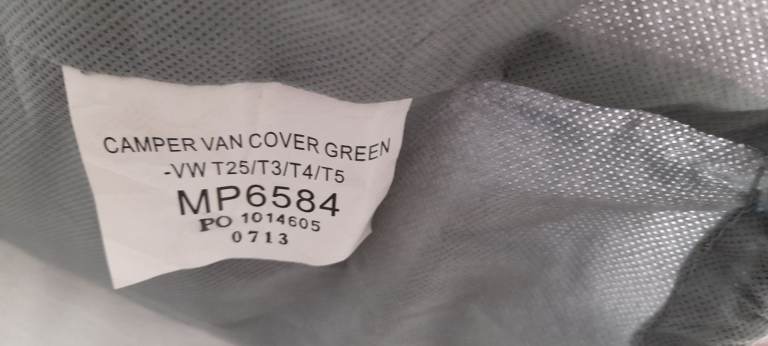 CAMPER VAN COVER GREEN
-VW T25/T3/T4/T5
MP6584
PO 1014605
0713